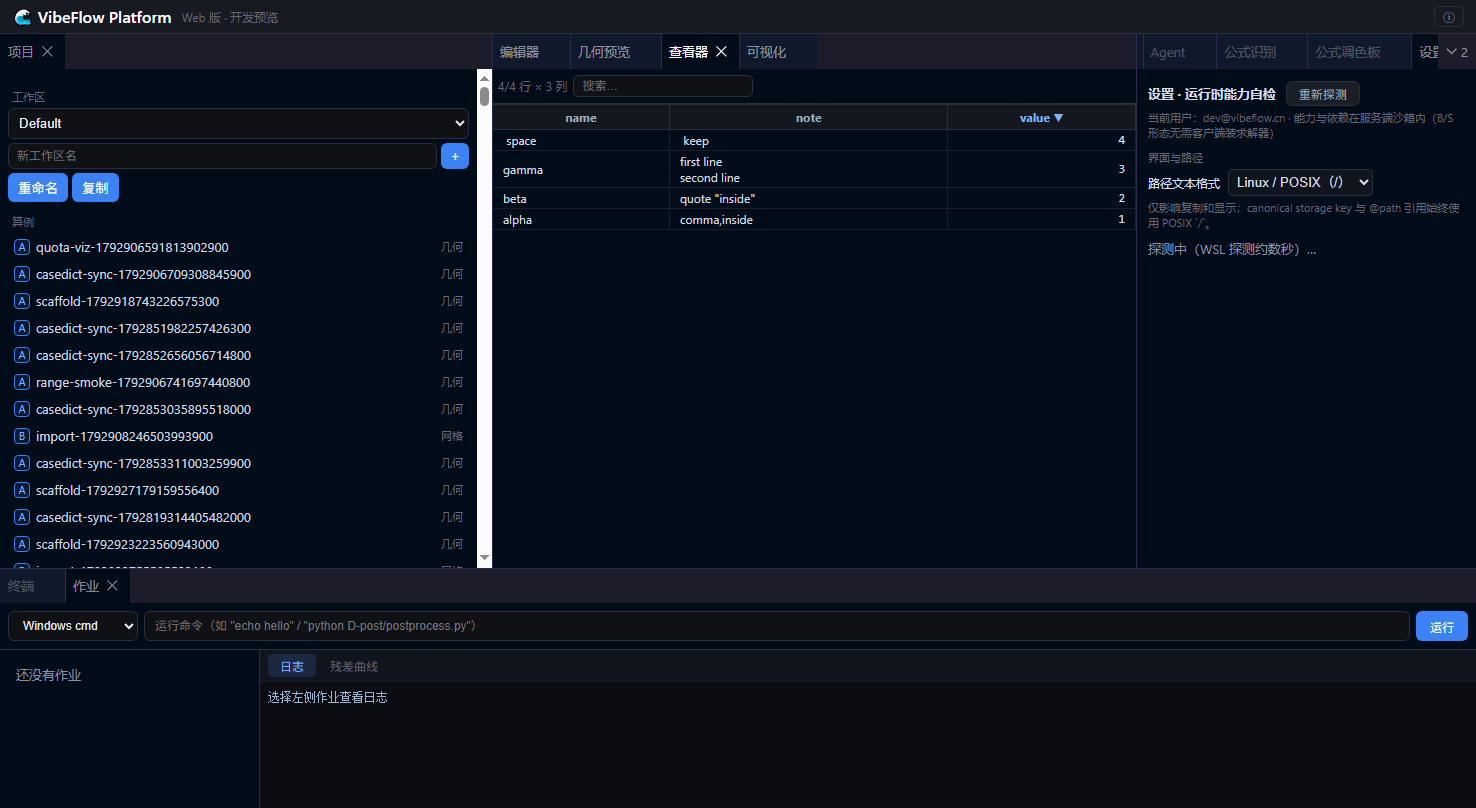 VibeFlow Platform Web 版 · 开发预览
项目
工作区
Default
新工作区名
+
重命名 复制
算例
A quota-viz-1792906591813902900 几何
A casedict-sync-1792906709308845900 几何
A scaffold-1792918743226575300 几何
A casedict-sync-1792851982257426300 几何
A casedict-sync-1792852656056714800 几何
A range-smoke-1792906741697440800 几何
A casedict-sync-1792853035895518000 几何
B import-1792908246503993900 网格
A casedict-sync-1792853311003259900 几何
A scaffold-1792927179159556400 几何
A casedict-sync-1792819314405482000 几何
A scaffold-1792923223560943000 几何
编辑器 几何预览 查看器 可视化
4/4 行 × 3 列 搜索...
name note value ▼
space keep 4
gamma first line 3
second line
beta quote "inside" 2
alpha comma,inside 1
Agent 公式识别 公式调色板 设置 2
设置 · 运行时能力自检 重新探测
当前用户：dev@vibeflow.cn · 能力与依赖在服务端沙箱内（B/S
形态无需客户端装求解器）
界面与路径
路径文本格式 Linux / POSIX （/）
仅影响复制和显示；canonical storage key 与 @path 引用始终使
用 POSIX `/`。
探测中（WSL 探测约数秒）...
终端 作业
Windows cmd 运行命令（如 "echo hello" / "python D-post/postprocess.py"） 运行
还没有作业
日志 残差曲线
选择左侧作业查看日志